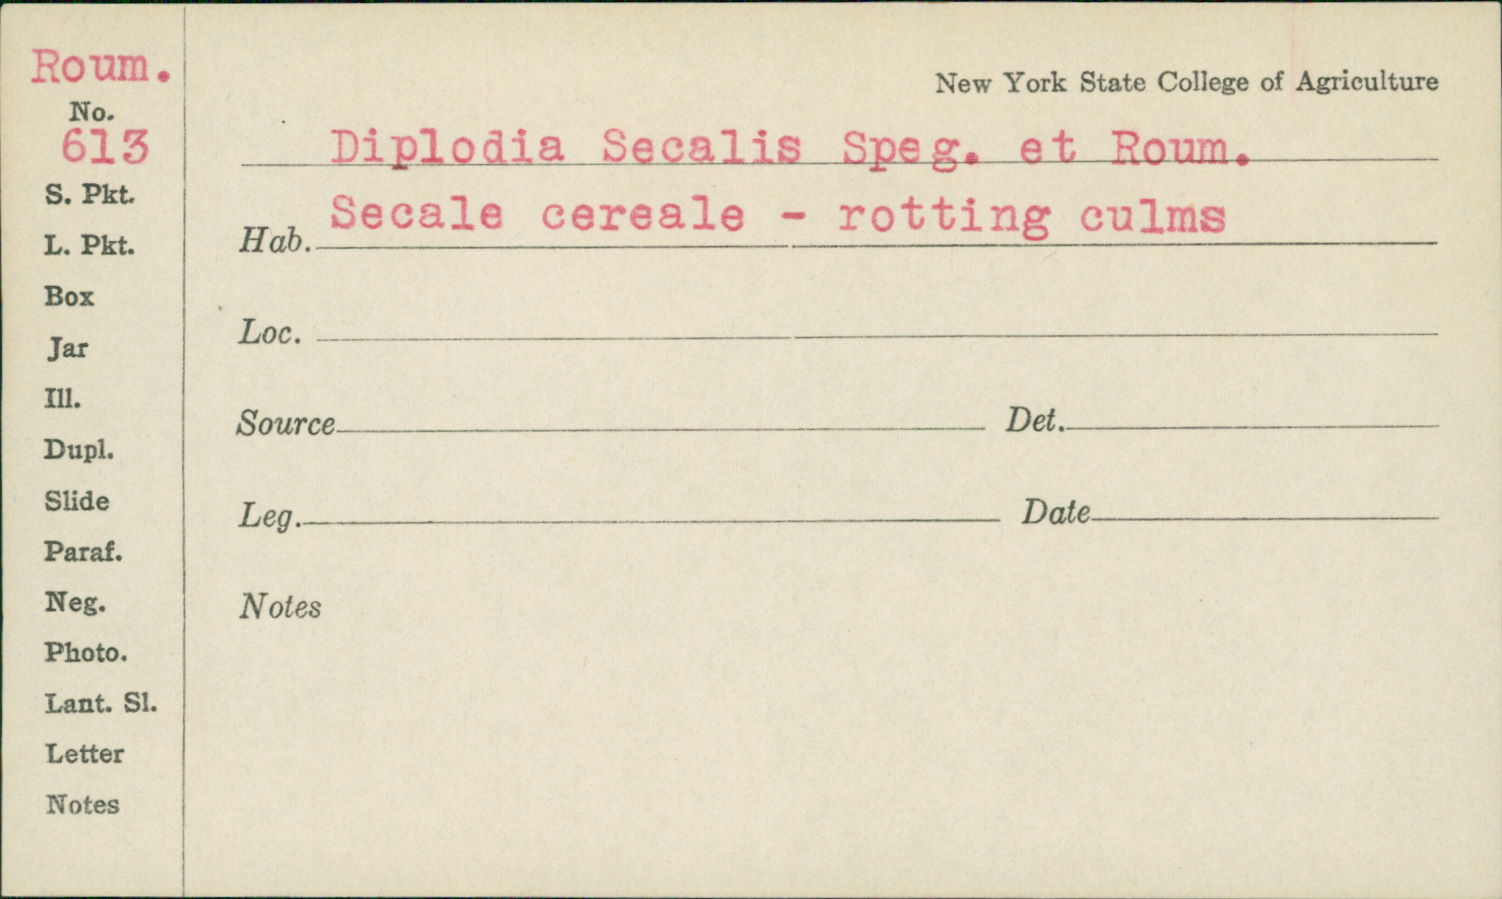 Roum.
No.
613
S. Pkt.
L. Pkt.
Box
Jar
Ill.
Dupl.
Slide
Paraf.
Neg.
Photo.
Lant. Sl.
Letter
Notes
New York State College of Agriculture
Diplodia Secalis Speg. et Roum.
Hab. Secale cereale - rotting culms
Loc.
Source Det.
Leg. Date
Notes